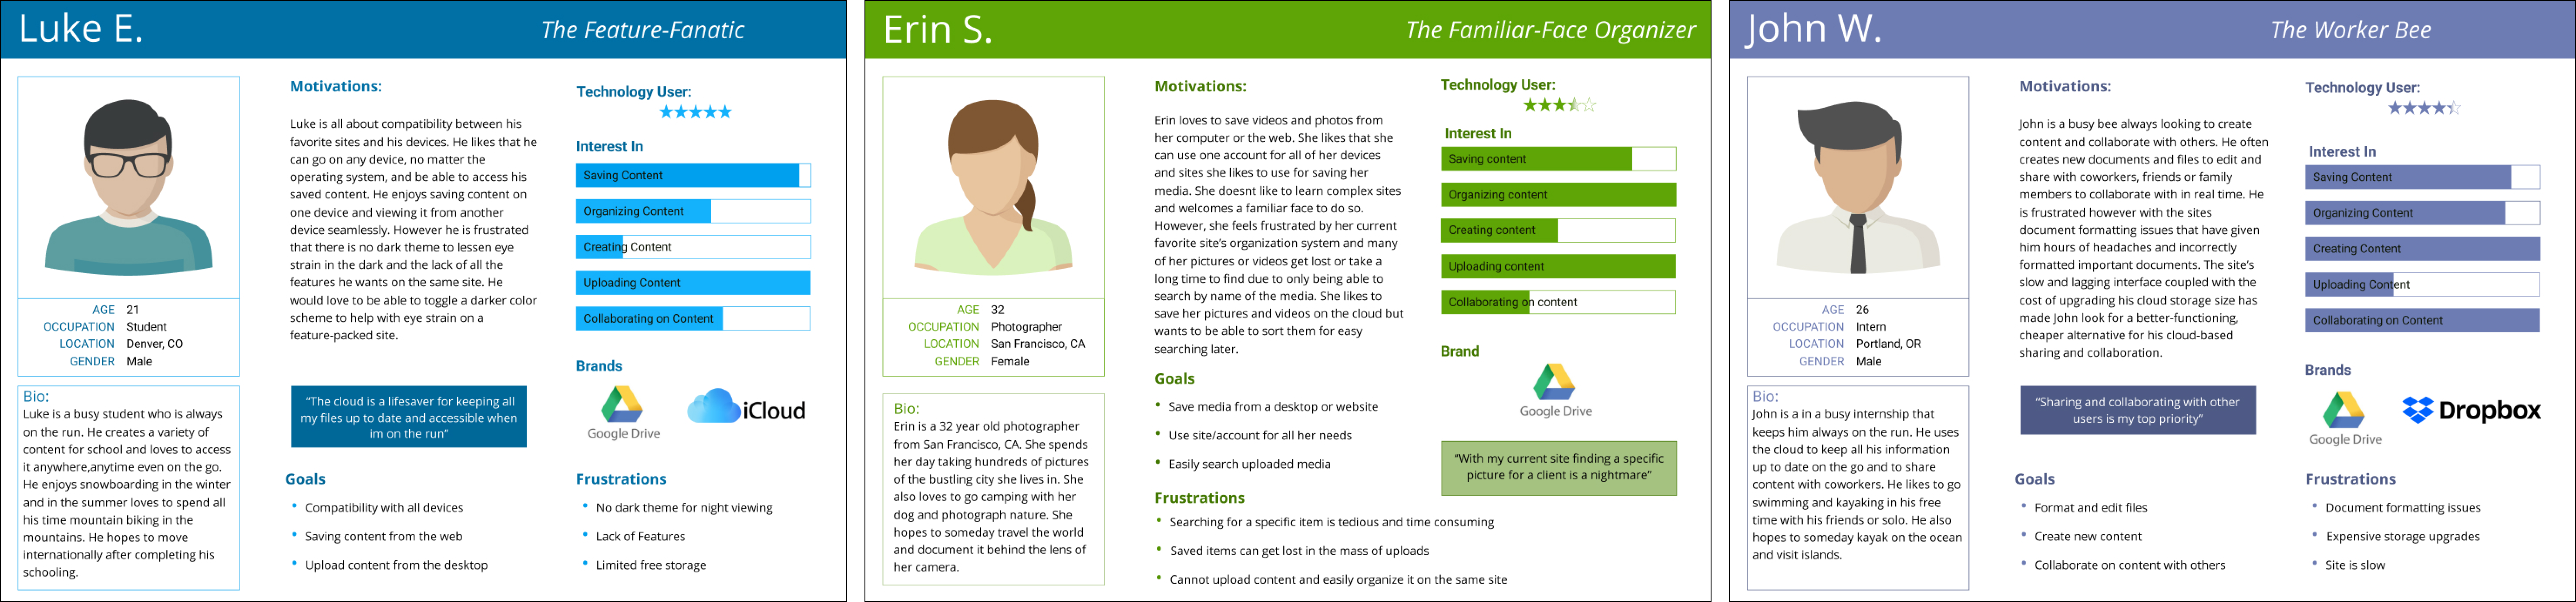 Luke E.
The Feature-Fanatic
AGE 21
OCCUPATION Student
LOCATION Denver, CO
GENDER Male
Bio:
Luke is a busy student who is always
on the run. He creates a variety of
content for school and loves to access
it anywhere,anytime even on the go.
He enjoys snowboarding in the winter
and in the summer loves to spend all
his time mountain biking in the
mountains. He hopes to move
internationally after completing his
schooling.
Motivations:
Luke is all about compatibility between his
favorite sites and his devices. He likes that he
can go on any device, no matter the
operating system, and be able to access his
saved content. He enjoys saving content on
one device and viewing it from another
device seamlessly. However he is frustrated
that there is no dark theme to lessen eye
strain in the dark and the lack of all the
features he wants on the same site. He
would love to be able to toggle a darker color
scheme to help with eye strain on a
feature-packed site.
“The cloud is a lifesaver for keeping all
my files up to date and accessible when
im on the run”
Goals
• Compatibility with all devices
• Saving content from the web
• Upload content from the desktop
Technology User:
Interest In
Saving Content
Organizing Content
Creating Content
Uploading Content
Collaborating on Content
Brands
Google Drive
iCloud
Frustrations
• No dark theme for night viewing
• Lack of Features
• Limited free storage
Erin S.
The Familiar-Face Organizer
AGE 32
OCCUPATION Photographer
LOCATION San Francisco, CA
GENDER Female
Bio:
Erin is a 32 year old photographer
from San Francisco, CA. She spends
her day taking hundreds of pictures
of the bustling city she lives in. She
also loves to go camping with her
dog and photograph nature. She
hopes to someday travel the world
and document it behind the lens of
her camera.
Motivations:
Erin loves to save videos and photos from
her computer or the web. She likes that she
can use one account for all of her devices
and sites she likes to use for saving her
media. She doesnt like to learn complex sites
and welcomes a familiar face to do so.
However, she feels frustrated by her current
favorite site’s organization system and many
of her pictures or videos get lost or take a
long time to find due to only being able to
search by name of the media. She likes to
save her pictures and videos on the cloud but
wants to be able to sort them for easy
searching later.
Goals
• Save media from a desktop or website
• Use site/account for all her needs
• Easily search uploaded media
Frustrations
• Searching for a specific item is tedious and time consuming
• Saved items can get lost in the mass of uploads
• Cannot upload content and easily organize it on the same site
Technology User:
Interest In
Saving content
Organizing content
Creating content
Uploading content
Collaborating on content
Brand
Google Drive
“With my current site finding a specific
picture for a client is a nightmare”
John W.
The Worker Bee
AGE 26
OCCUPATION Intern
LOCATION Portland, OR
GENDER Male
Bio:
John is a in a busy internship that
keeps him always on the run. He uses
the cloud to keep all his information
up to date on the go and to share
content with coworkers. He likes to go
swimming and kayaking in his free
time with his friends or solo. He also
hopes to someday kayak on the ocean
and visit islands.
Motivations:
John is a busy bee always looking to create
content and collaborate with others. He often
creates new documents and files to edit and
share with coworkers, friends or family
members to collaborate with in real time. He
is frustrated however with the sites
document formatting issues that have given
him hours of headaches and incorrectly
formatted important documents. The site’s
slow and lagging interface coupled with the
cost of upgrading his cloud storage size has
made John look for a better-functioning,
cheaper alternative for his cloud-based
sharing and collaboration.
“Sharing and collaborating with other
users is my top priority”
Goals
• Format and edit files
• Create new content
• Collaborate on content with others
Technology User:
Interest In
Saving Content
Organizing Content
Creating Content
Uploading Content
Collaborating on Content
Brands
Google Drive
Dropbox
Frustrations
• Document formatting issues
• Expensive storage upgrades
• Site is slow